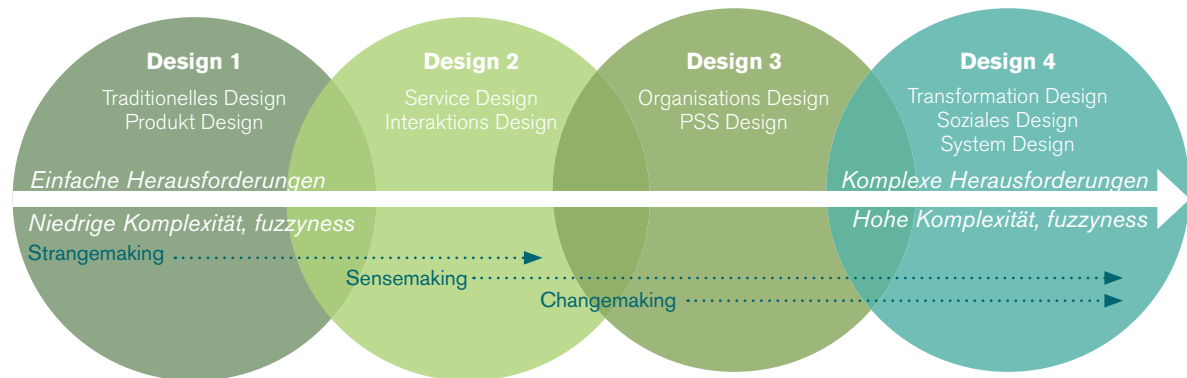 Design 1
Traditionelles Design
Produkt Design
Design 2
Service Design
Interaktions Design
Design 3
Organisations Design
PSS Design
Design 4
Transformation Design
Soziales Design
System Design
Einfache Herausforderungen
Komplexe Herausforderungen
Niedrige Komplexität, fuzzyness
Hohe Komplexität, fuzzyness
Strangemaking
Sensemaking
Changemaking